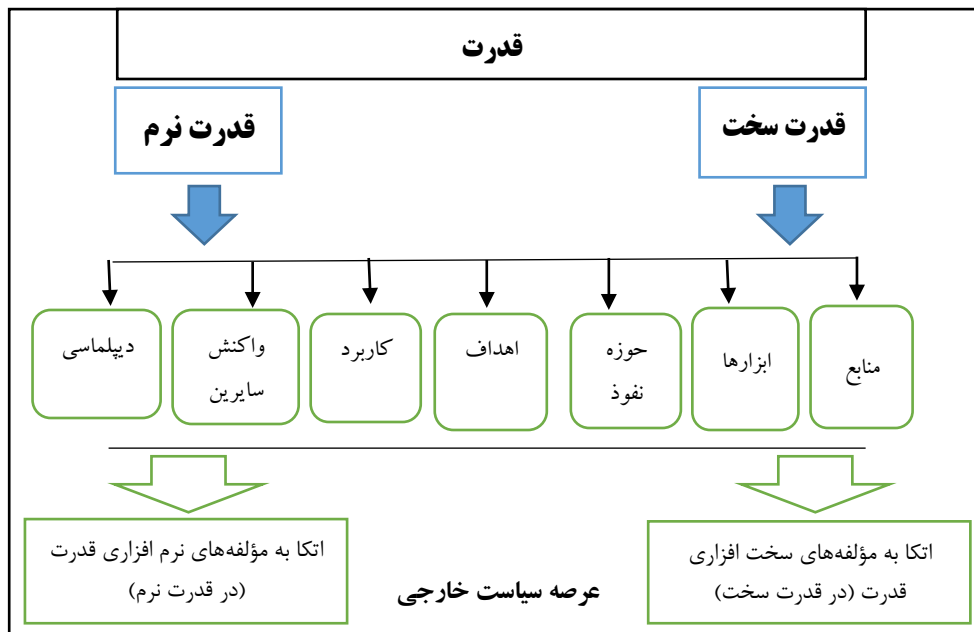 قدرت
قدرت سخت
قدرت نرم
منابع
ابزارها
حوزه
نفوذ
اهداف
کاربرد
واکنش
سایرین
دیپلماسی
اتکا به مؤلفه‌های سخت افزاری
قدرت (در قدرت سخت)
اتکا به مؤلفه‌های نرم افزاری قدرت
(در قدرت نرم)
عرصه سیاست خارجی